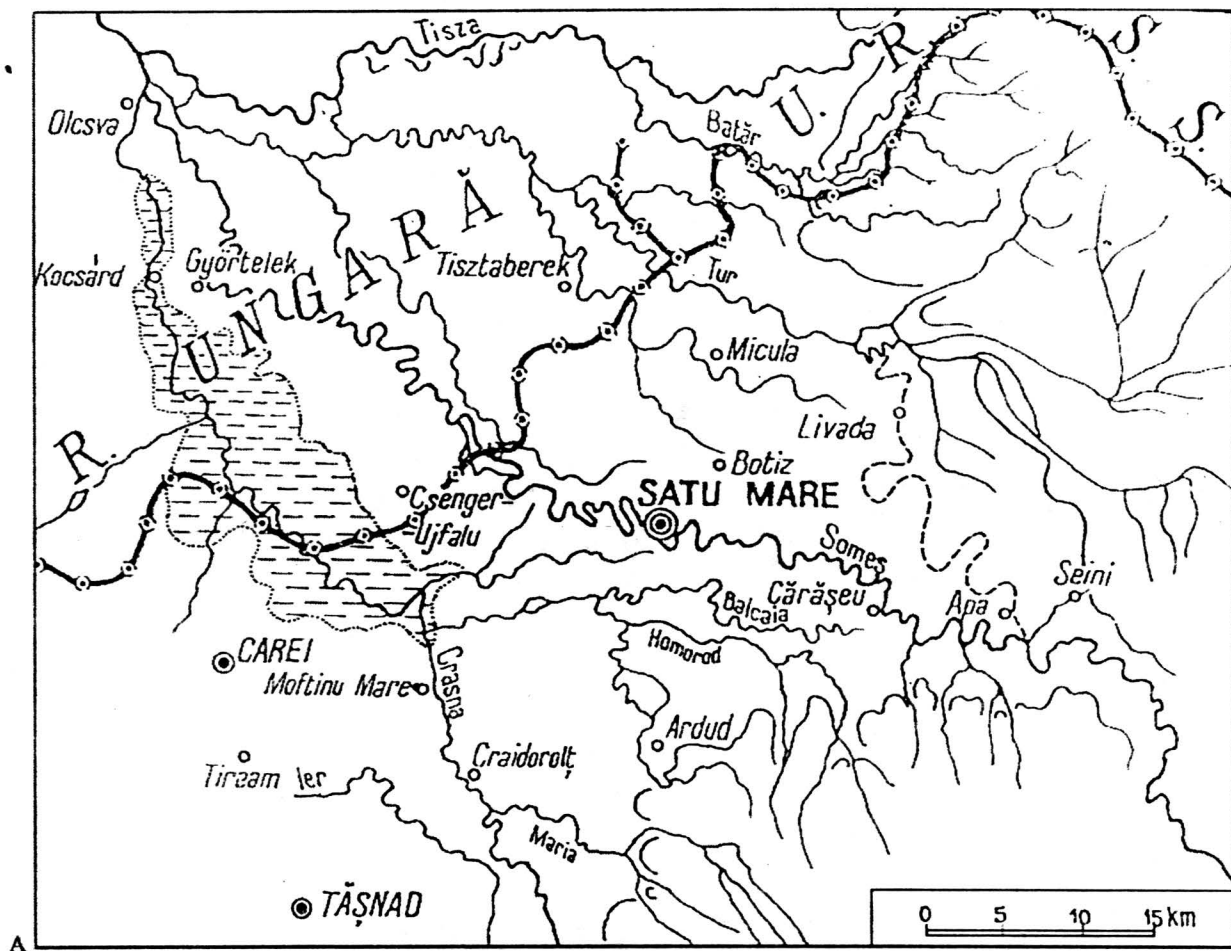 Tisza
U. R. S. S.
Olcsva
Batăr
R. UNGARĂ
Kocsárd
Györtelek
Tisztaberek
Tur
Micula
Livada
Botiz
Csenger-
Ujfalu
SATU MARE
Someș
Seini
Cărășeu
Apa
Balcaia
Homorod
CAREI
Moftinu Mare
Crasna
Ardud
Craidorolț
Tiream
Ier
Maria
TĂȘNAD
0 5 10 15 km
A